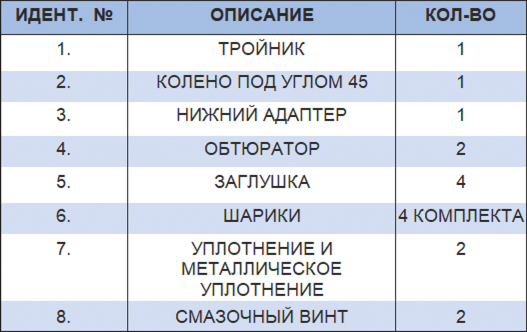 ИДЕНТ. № ОПИСАНИЕ КОЛ-ВО
1. ТРОЙНИК 1
2. КОЛЕНО ПОД УГЛОМ 45 1
3. НИЖНИЙ АДАПТЕР 1
4. ОБТЮРАТОР 2
5. ЗАГЛУШКА 4
6. ШАРИКИ 4 КОМПЛЕКТА
7. УПЛОТНЕНИЕ И 2
МЕТАЛЛИЧЕСКОЕ
УПЛОТНЕНИЕ
8. СМАЗОЧНЫЙ ВИНТ 2